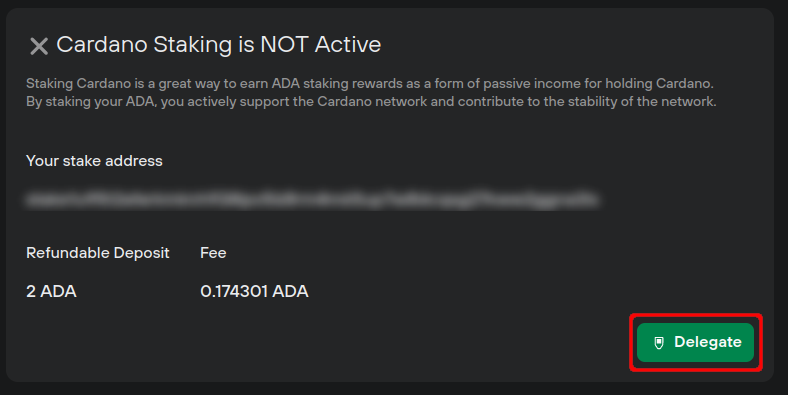 Cardano Staking is NOT Active
Staking Cardano is a great way to earn ADA staking rewards as a form of passive income for holding Cardano.
By staking your ADA, you actively support the Cardano network and contribute to the stability of the network.
Your stake address
Refundable Deposit Fee
2 ADA 0.174301 ADA
Delegate